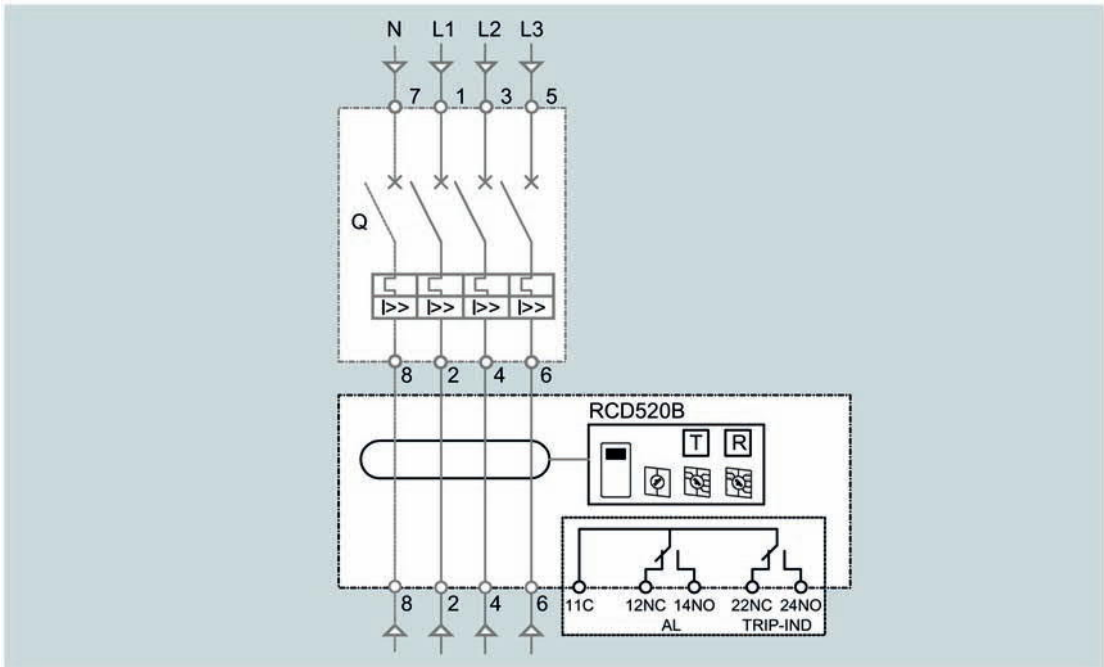 N L1 L2 L3
7 1 3 5
Q
I>> I>> I>> I>>
8 2 4 6
RCD520B
T R
8 2 4 6 11C 12NC 14NO 22NC 24NO
AL TRIP-IND